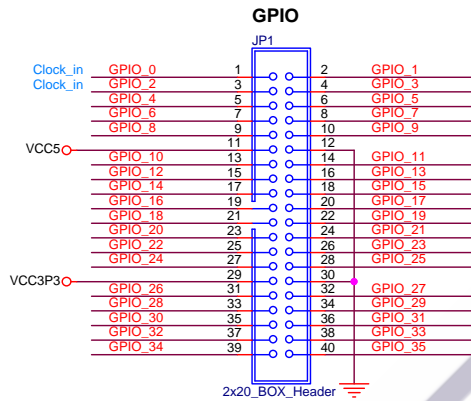 GPIO
JP1
Clock_in GPIO_0 1 2 GPIO_1
Clock_in GPIO_2 3 4 GPIO_3
GPIO_4 5 6 GPIO_5
GPIO_6 7 8 GPIO_7
GPIO_8 9 10 GPIO_9
VCC5 11 12
GPIO_10 13 14 GPIO_11
GPIO_12 15 16 GPIO_13
GPIO_14 17 18 GPIO_15
GPIO_16 19 20 GPIO_17
GPIO_18 21 22 GPIO_19
GPIO_20 23 24 GPIO_21
GPIO_22 25 26 GPIO_23
GPIO_24 27 28 GPIO_25
VCC3P3 29 30
GPIO_26 31 32 GPIO_27
GPIO_28 33 34 GPIO_29
GPIO_30 35 36 GPIO_31
GPIO_32 37 38 GPIO_33
GPIO_34 39 40 GPIO_35
2x20_BOX_Header